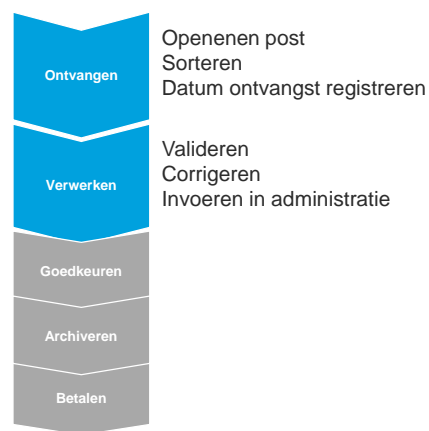 Ontvangen
Openenen post
Sorteren
Datum ontvangst registreren
Verwerken
Valideren
Corrigeren
Invoeren in administratie
Goedkeuren
Archiveren
Betalen